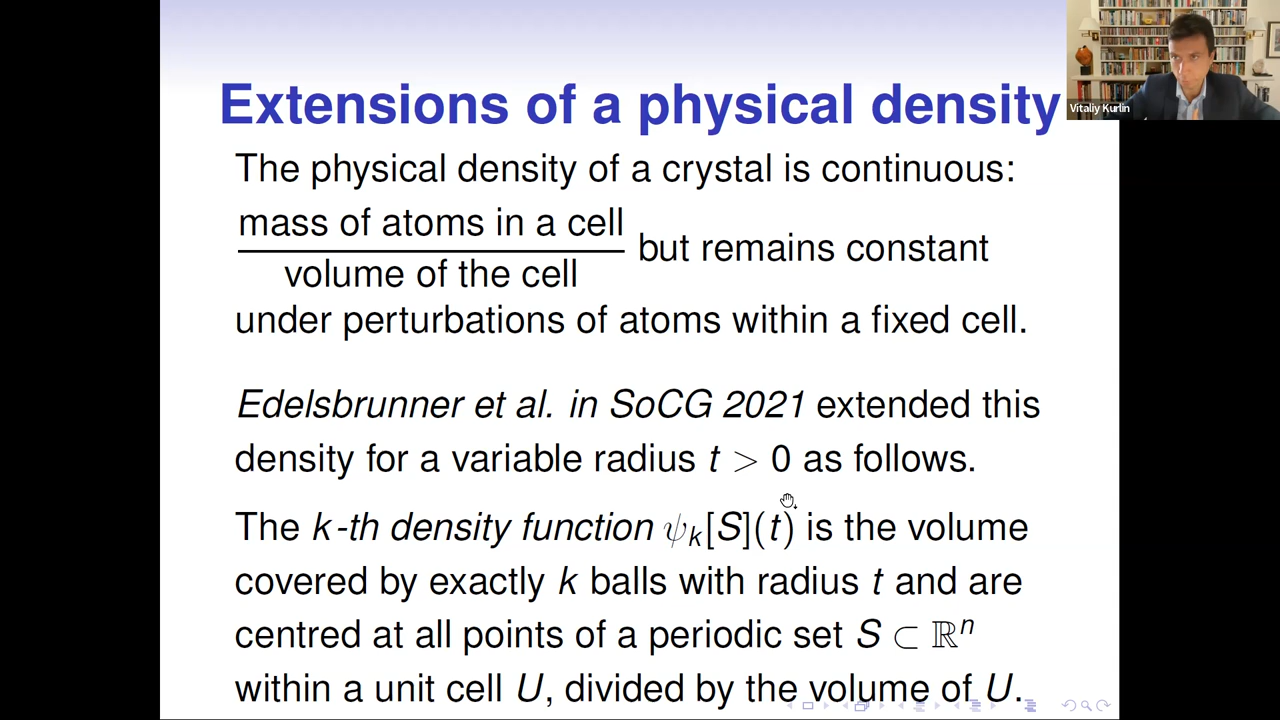 Extensions of a physical density
Vitaliy Kurlin
The physical density of a crystal is continuous:
mass of atoms in a cell
volume of the cell
but remains constant
under perturbations of atoms within a fixed cell.
Edelsbrunner et al. in SoCG 2021 extended this
density for a variable radius t > 0 as follows.
The k-th density function ψk[S](t) is the volume
covered by exactly k balls with radius t and are
centred at all points of a periodic set S ⊂ ℝⁿ
within a unit cell U, divided by the volume of U.